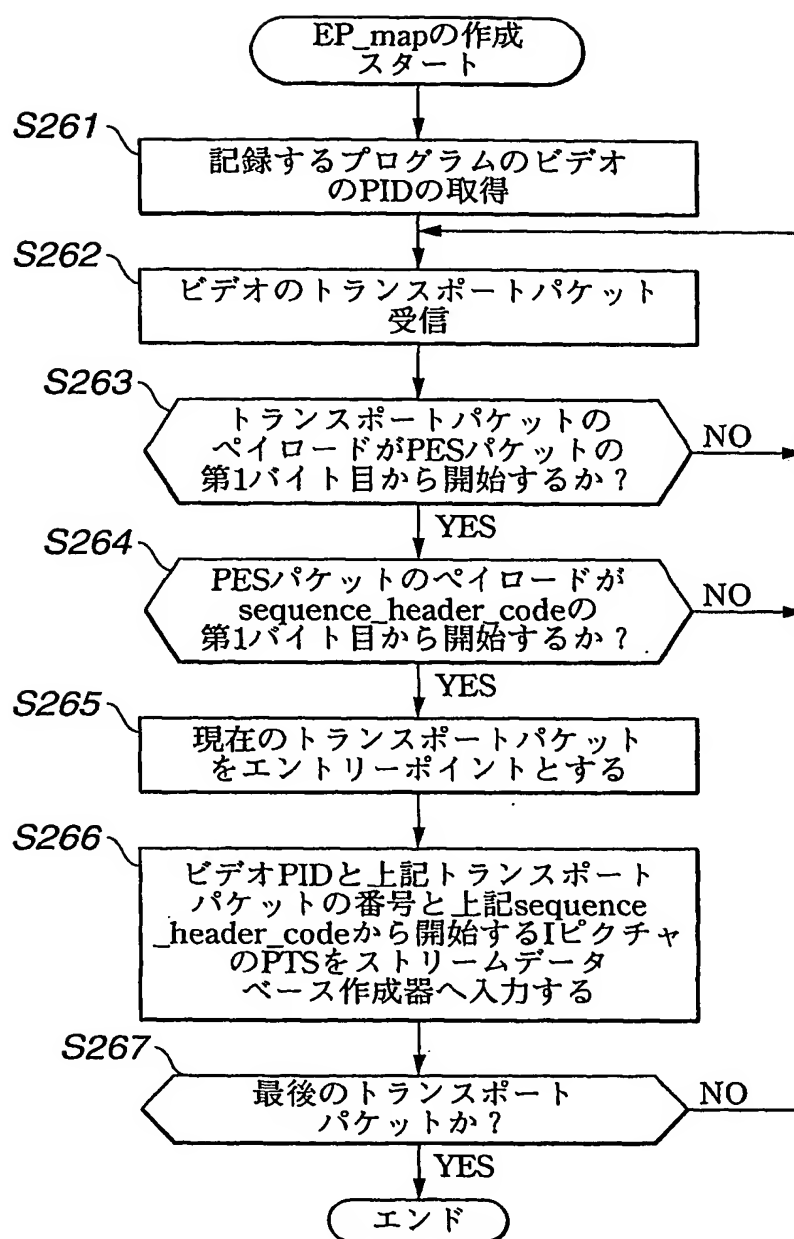 EP_mapの作成
スタート
S261
記録するプログラムのビデオ
のPIDの取得
S262
ビデオのトランスポートパケット
受信
S263
トランスポートパケットの
ペイロードがPESパケットの
第1バイト目から開始するか?
NO
YES
S264
PESパケットのペイロードが
sequence_header_codeの
第1バイト目から開始するか?
NO
YES
S265
現在のトランスポートパケット
をエントリーポイントとする
S266
ビデオPIDと上記トランスポート
パケットの番号と上記sequence
_header_codeから開始するIピクチャ
のPTSをストリームデータ
ベース作成器へ入力する
S267
最後のトランスポート
パケットか?
NO
YES
エンド